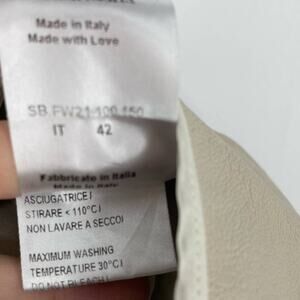 Made in Italy
Made with Love
SB FW21 100 150
IT 42
Fabbricato in Italia
Made in Italy
ASCIUGATRICE I
STIRARE < 110°C I
NON LAVARE A SECCO I
MAXIMUM WASHING
TEMPERATURE 30°C I
DO NOT BLEACH I